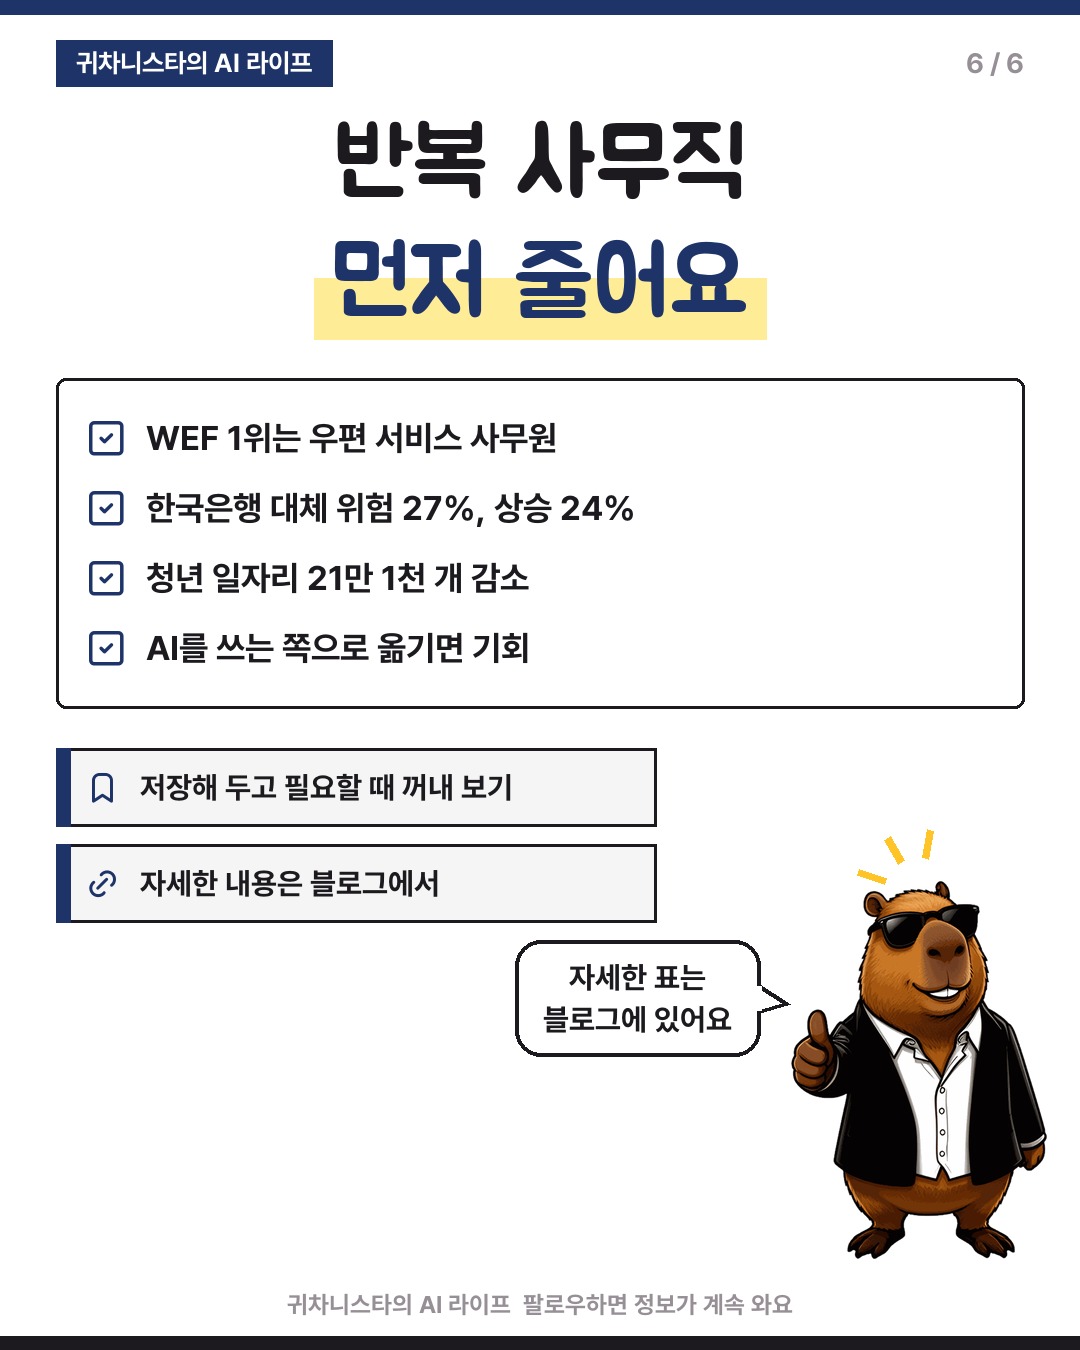 귀차니스타의 AI 라이프
6 / 6
반복 사무직
먼저 줄어요
WEF 1위는 우편 서비스 사무원
한국은행 대체 위험 27%, 상승 24%
청년 일자리 21만 1천 개 감소
AI를 쓰는 쪽으로 옮기면 기회
저장해 두고 필요할 때 꺼내 보기
자세한 내용은 블로그에서
자세한 표는
블로그에 있어요
귀차니스타의 AI 라이프 팔로우하면 정보가 계속 와요